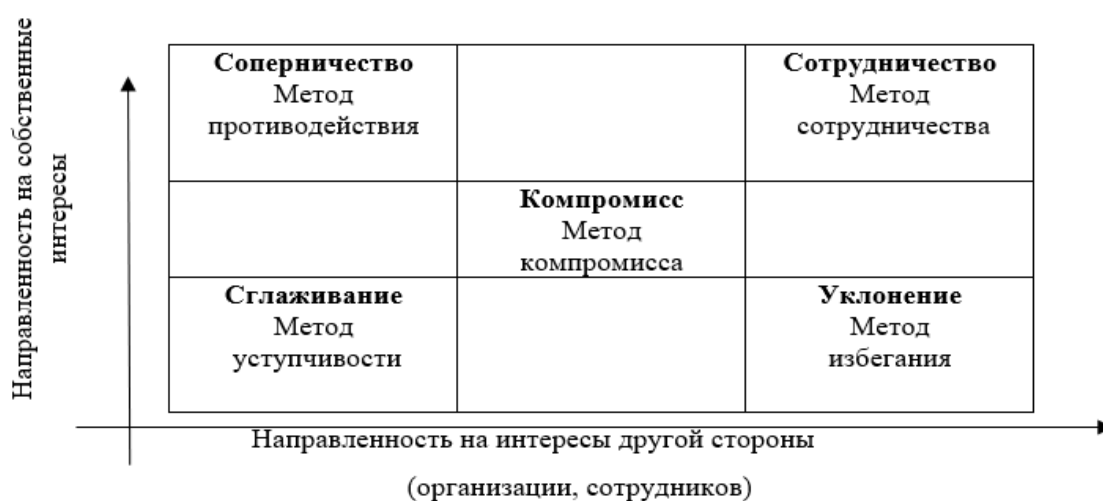 Направленность на собственные
интересы
Соперничество
Метод
противодействия
Сотрудничество
Метод
сотрудничества
Компромисс
Метод
компромисса
Сглаживание
Метод
уступчивости
Уклонение
Метод
избегания
Направленность на интересы другой стороны
(организации, сотрудников)